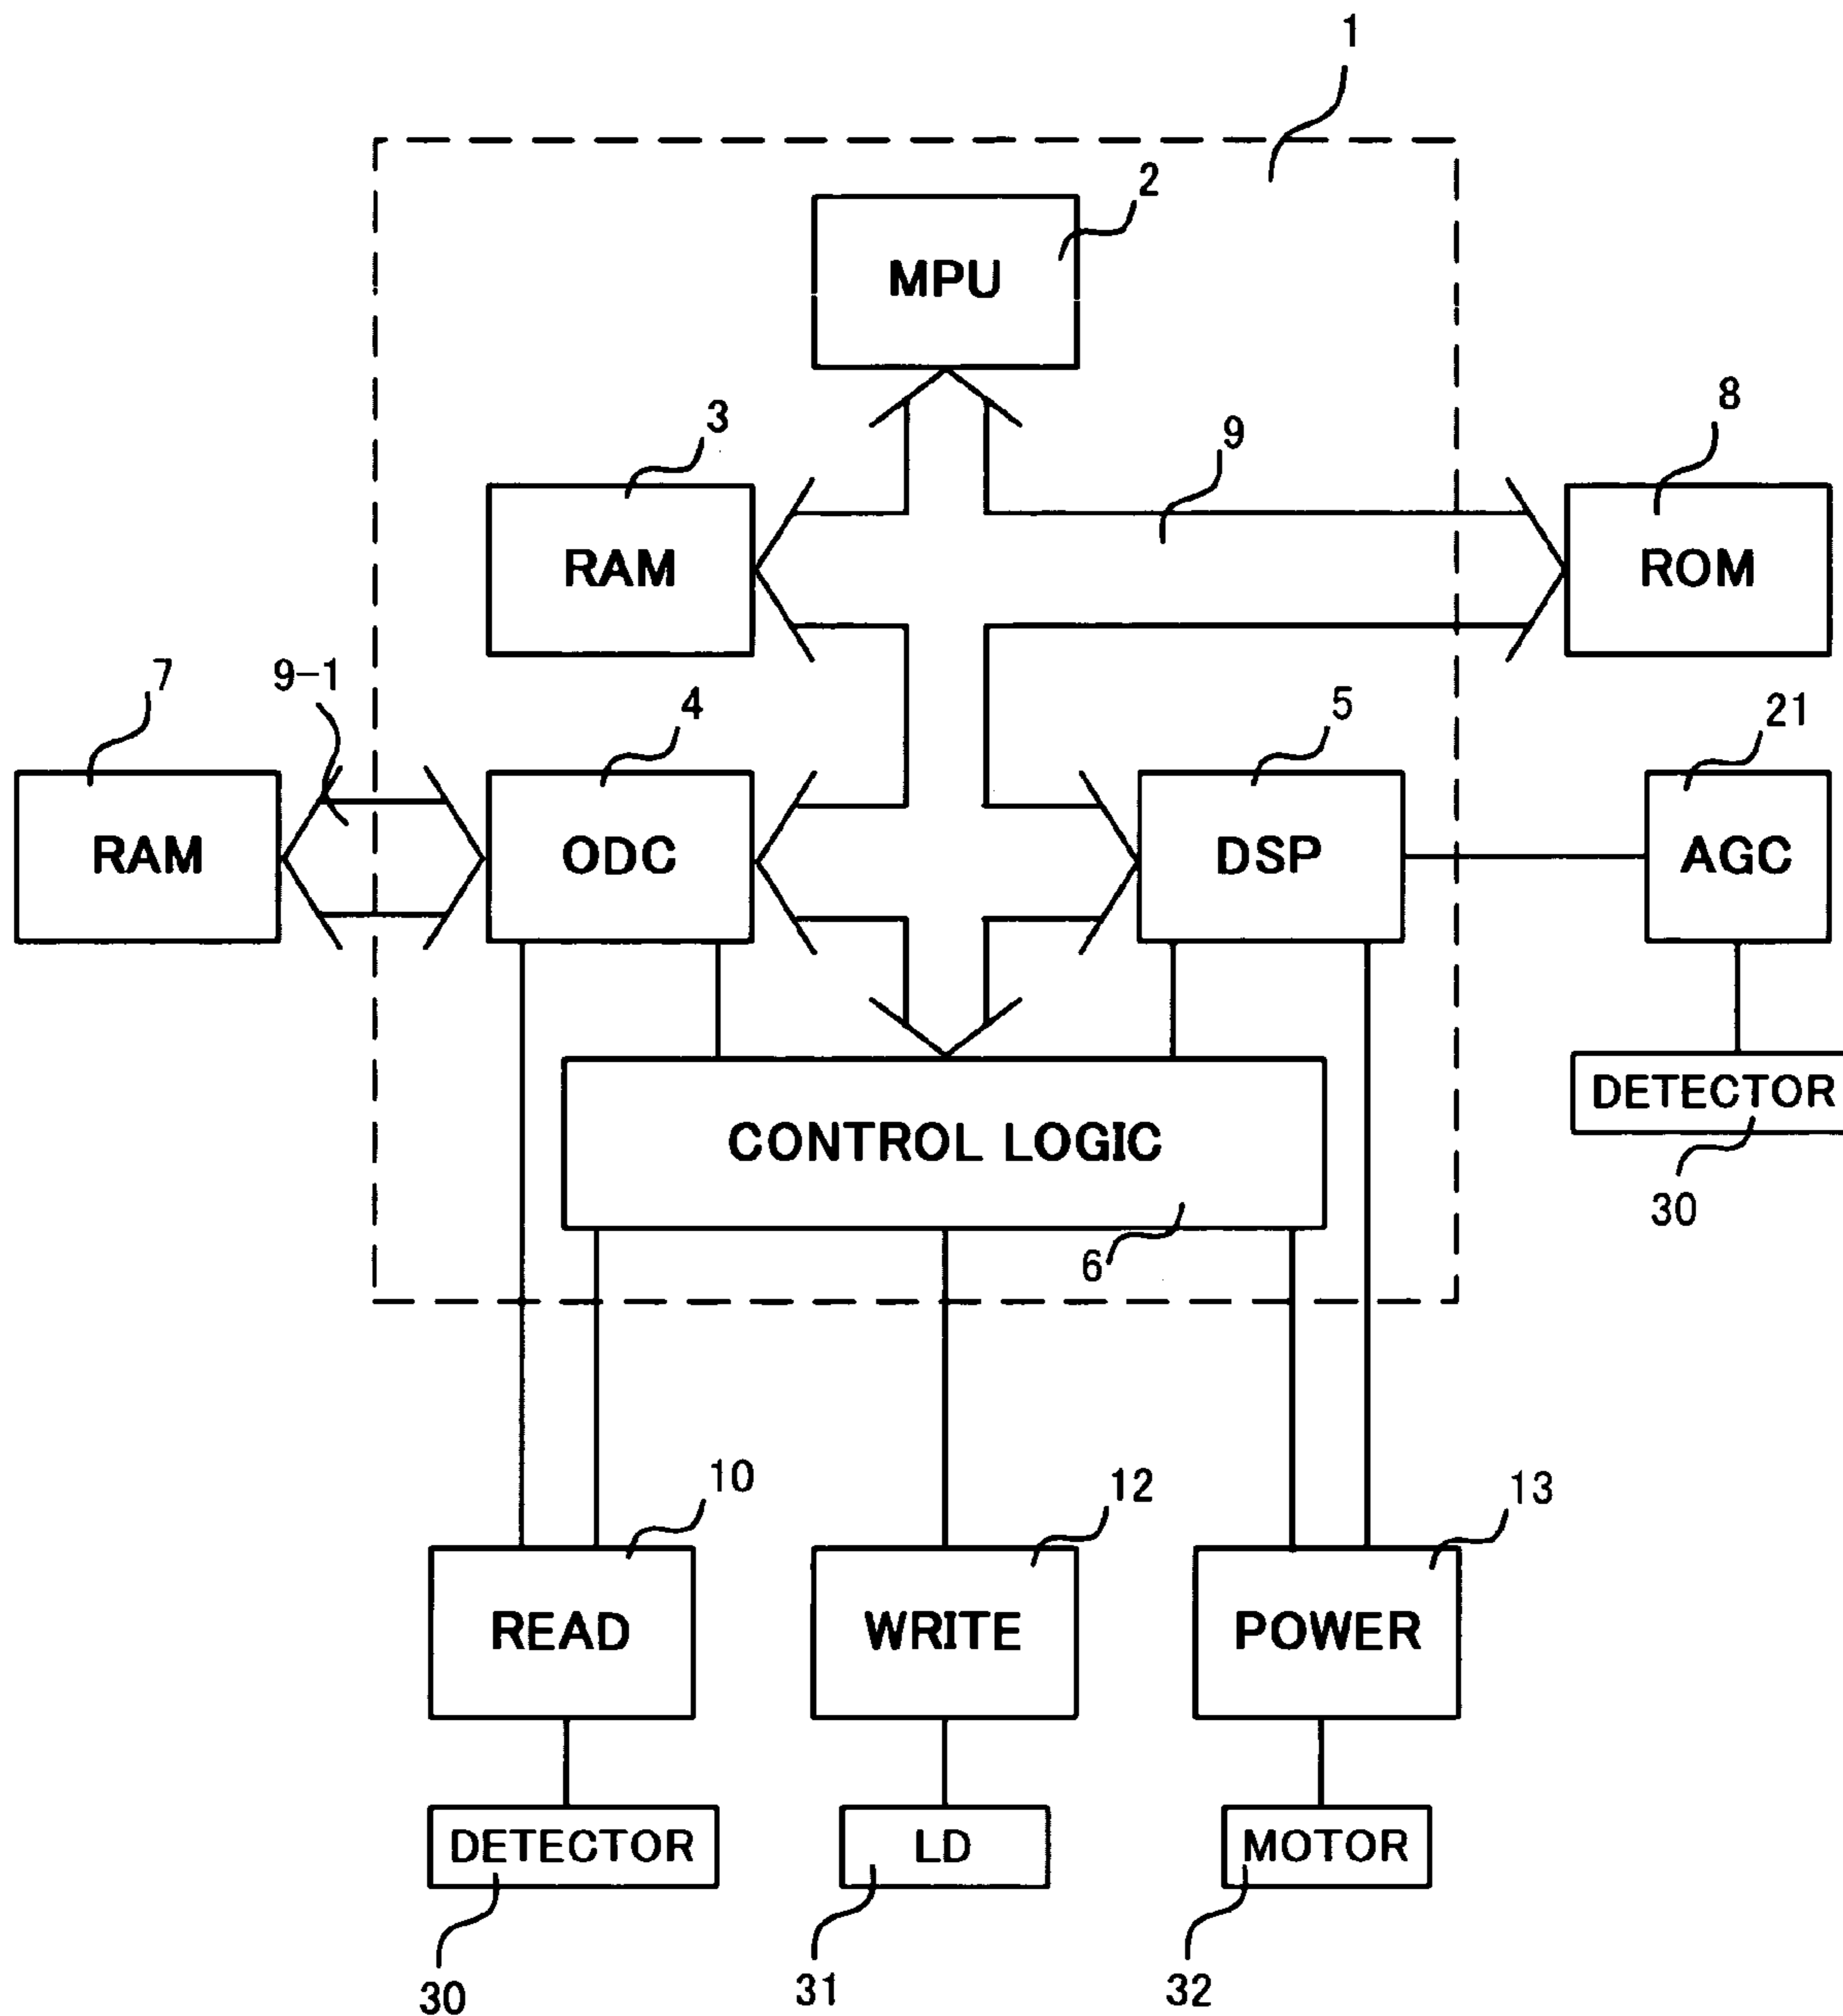 1
2
MPU
3
9
8
RAM
ROM
7
9-1
4
5
21
RAM
ODC
DSP
AGC
CONTROL LOGIC
DETECTOR
30
6
10
12
13
READ
WRITE
POWER
DETECTOR
LD
MOTOR
30
31
32